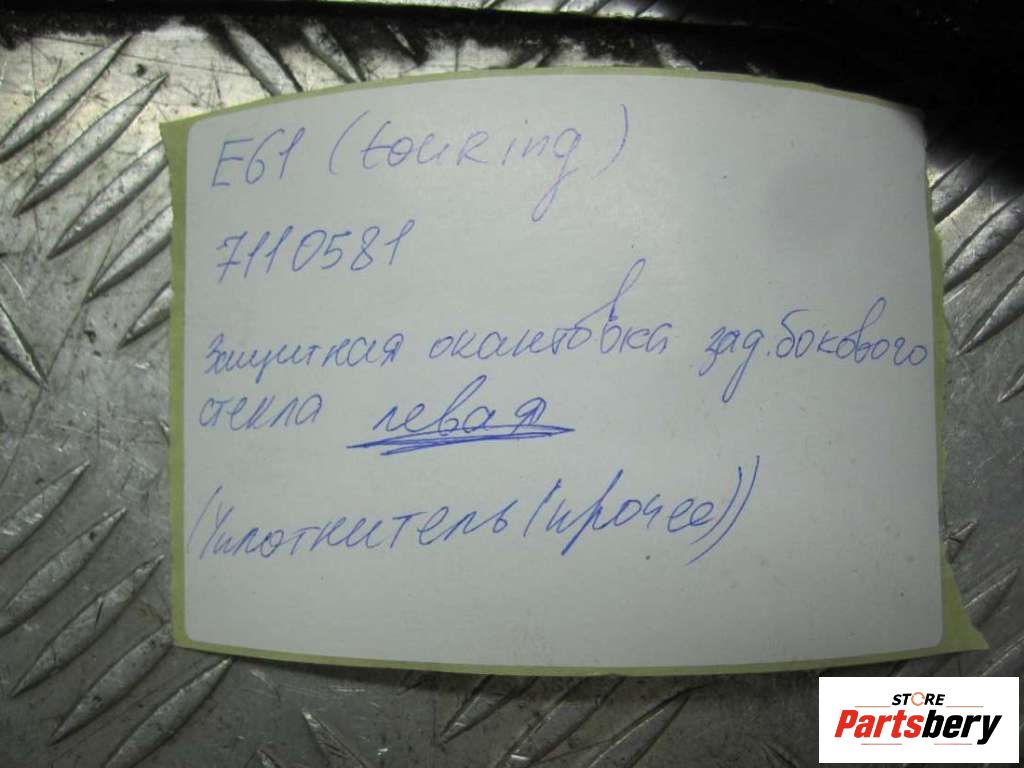 E61 (touring)
7110581
Защитная окантовка зад.бокового
стекла левая
(Уплотнитель (прочее))
STORE
Partsbery